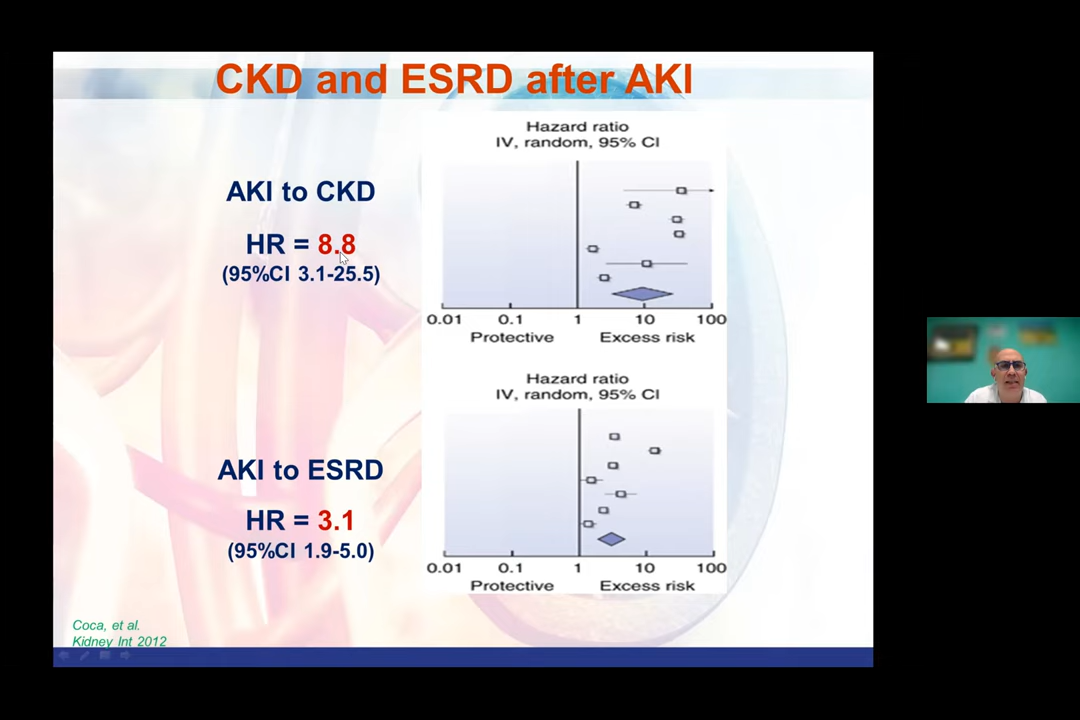 CKD and ESRD after AKI
AKI to CKD
HR = 8.8
(95%CI 3.1-25.5)
Hazard ratio
IV, random, 95% CI
0.01 0.1 1 10 100
Protective Excess risk
AKI to ESRD
HR = 3.1
(95%CI 1.9-5.0)
Hazard ratio
IV, random, 95% CI
0.01 0.1 1 10 100
Protective Excess risk
Coca, et al.
Kidney Int 2012